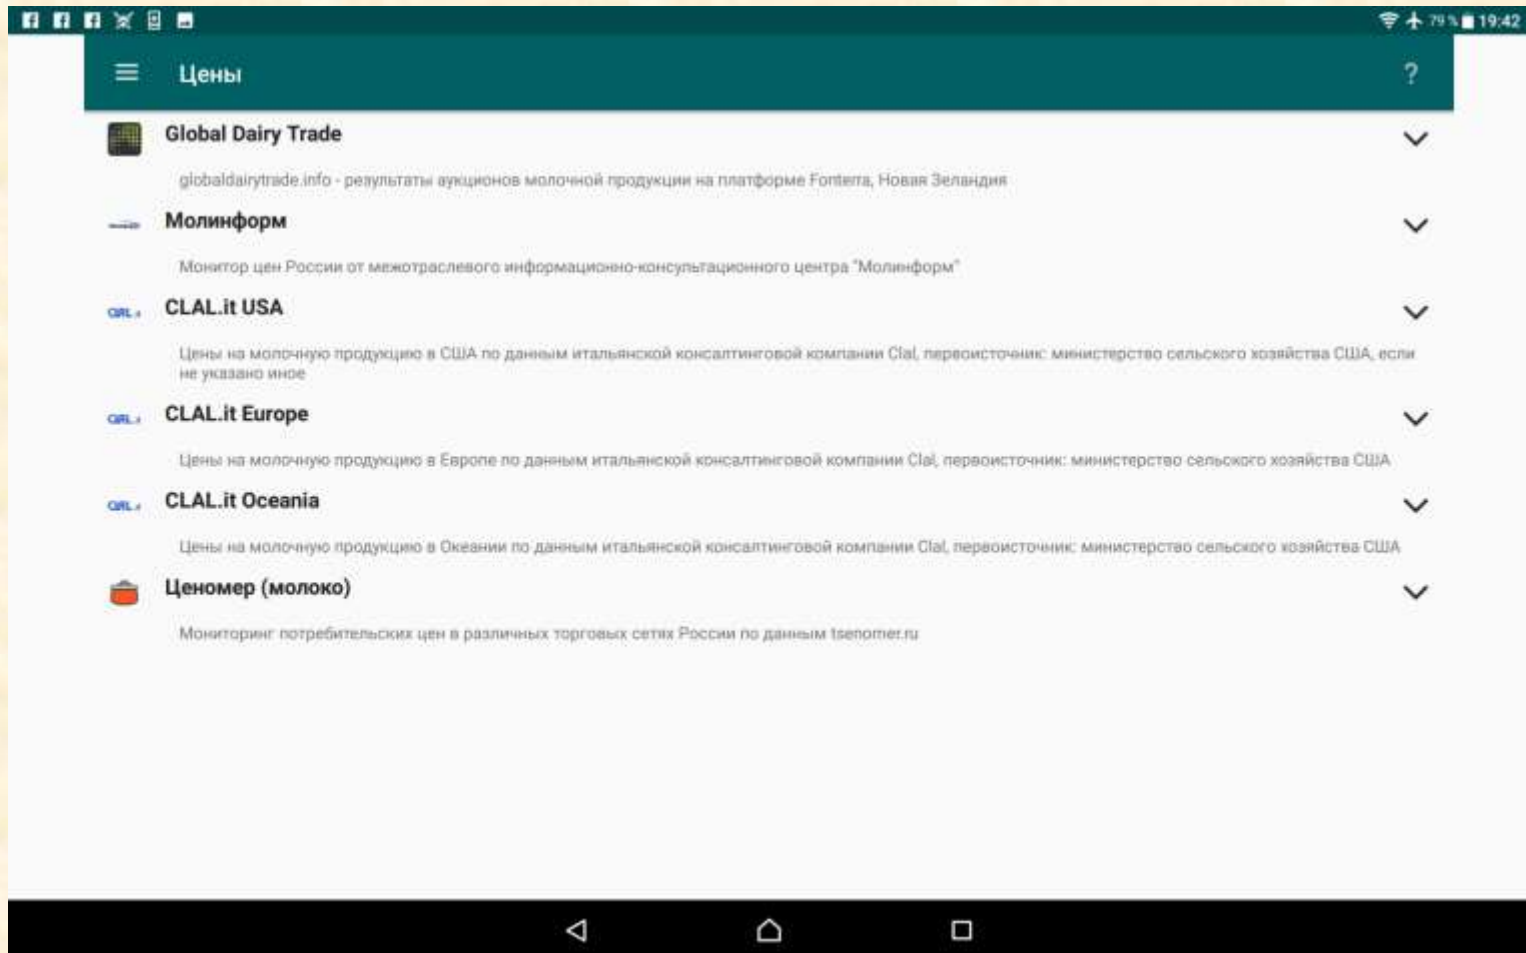 79 % 19:42
Цены ?
Global Dairy Trade
globaldairytrade.info - результаты аукционов молочной продукции на платформе Fonterra, Новая Зеландия
Молинформ
Монитор цен России от межотраслевого информационно-консультационного центра "Молинформ"
CLAL.it USA
Цены на молочную продукцию в США по данным итальянской консалтинговой компании Clal, первоисточник: министерство сельского хозяйства США, если
не указано иное
CLAL.it Europe
Цены на молочную продукцию в Европе по данным итальянской консалтинговой компании Clal, первоисточник: министерство сельского хозяйства США
CLAL.it Oceania
Цены на молочную продукцию в Океании по данным итальянской консалтинговой компании Clal, первоисточник: министерство сельского хозяйства США
Ценомер (молоко)
Мониторинг потребительских цен в различных торговых сетях России по данным tsenomer.ru